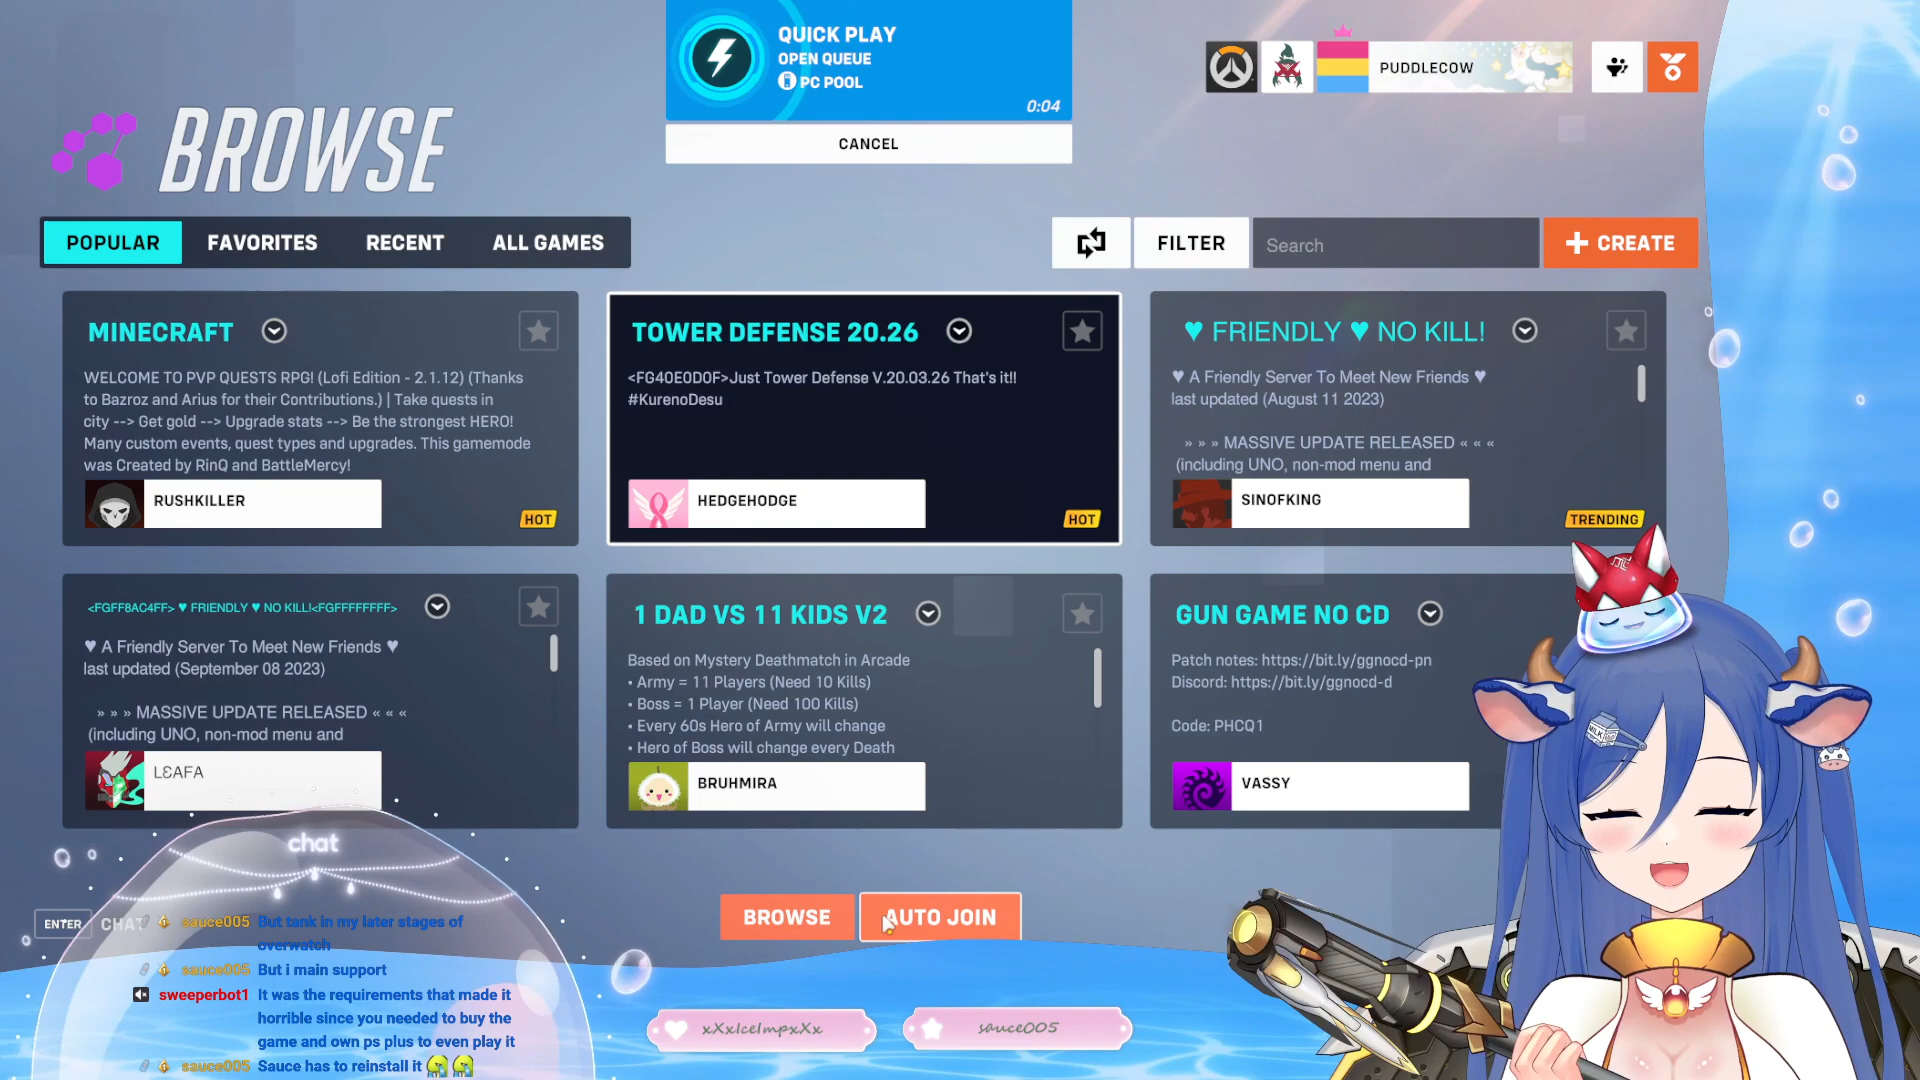 QUICK PLAY
OPEN QUEUE
PC POOL
0:04
CANCEL
PUDDLECOW
BROWSE
POPULAR
FAVORITES
RECENT
ALL GAMES
FILTER
Search
+ CREATE
MINECRAFT
WELCOME TO PVP QUESTS RPG! (Lofi Edition - 2.1.12) (Thanks
to Bazroz and Arius for their Contributions.) | Take quests in
city --> Get gold --> Upgrade stats --> Be the strongest HERO!
Many custom events, quest types and upgrades. This gamemode
was Created by RinQ and BattleMercy!
RUSHKILLER
HOT
TOWER DEFENSE 20.26
<FG40E0D0F>Just Tower Defense V.20.03.26 That's it!!
#KurenoDesu
HEDGEHODGE
HOT
♥ FRIENDLY ♥ NO KILL!
♥ A Friendly Server To Meet New Friends ♥
last updated (August 11 2023)
» » » MASSIVE UPDATE RELEASED « « «
(including UNO, non-mod menu and
SINOFKING
TRENDING
<FGFF8AC4FF> ♥ FRIENDLY ♥ NO KILL!<FGFFFFFFFF>
♥ A Friendly Server To Meet New Friends ♥
last updated (September 08 2023)
» » » MASSIVE UPDATE RELEASED « « «
(including UNO, non-mod menu and
LƐAFA
1 DAD VS 11 KIDS V2
Based on Mystery Deathmatch in Arcade
• Army = 11 Players (Need 10 Kills)
• Boss = 1 Player (Need 100 Kills)
• Every 60s Hero of Army will change
• Hero of Boss will change every Death
BRUHMIRA
GUN GAME NO CD
Patch notes: https://bit.ly/ggnocd-pn
Discord: https://bit.ly/ggnocd-d
Code: PHCQ1
VASSY
BROWSE
AUTO JOIN
chat
ENTER
CHAT
sauce005 But tank in my later stages of
overwatch
sauce005 But i main support
sweeperbot1 It was the requirements that made it
horrible since you needed to buy the
game and own ps plus to even play it
sauce005 Sauce has to reinstall it
xXxIceImpxXx
sauce005
MILK